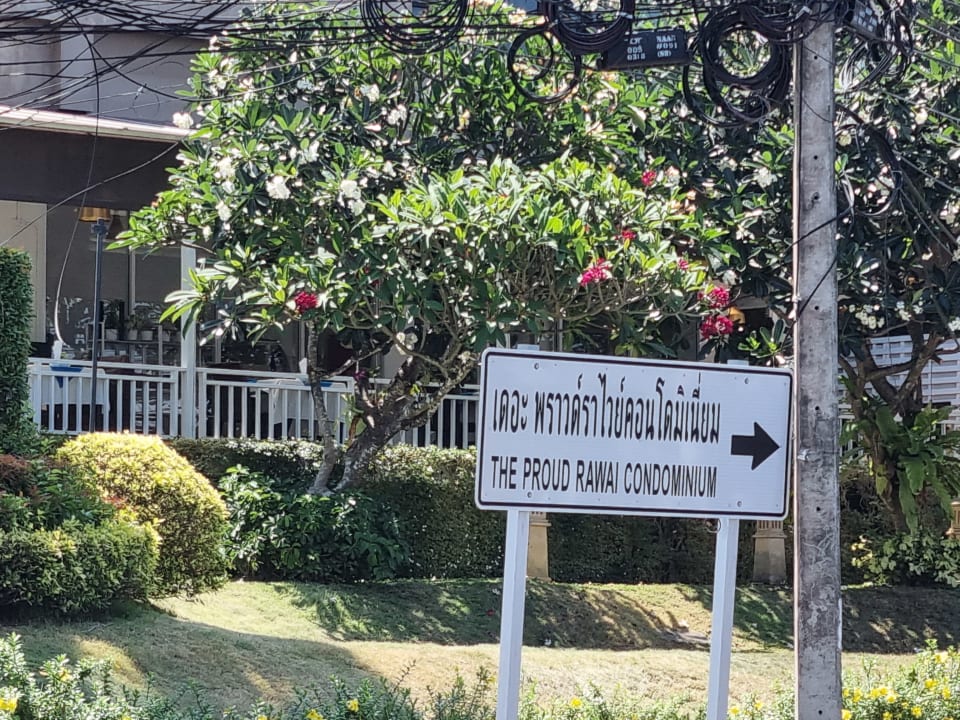 เดอะ พราวด์ราไวย์คอนโดมิเนี่ยม
THE PROUD RAWAI CONDOMINIUM